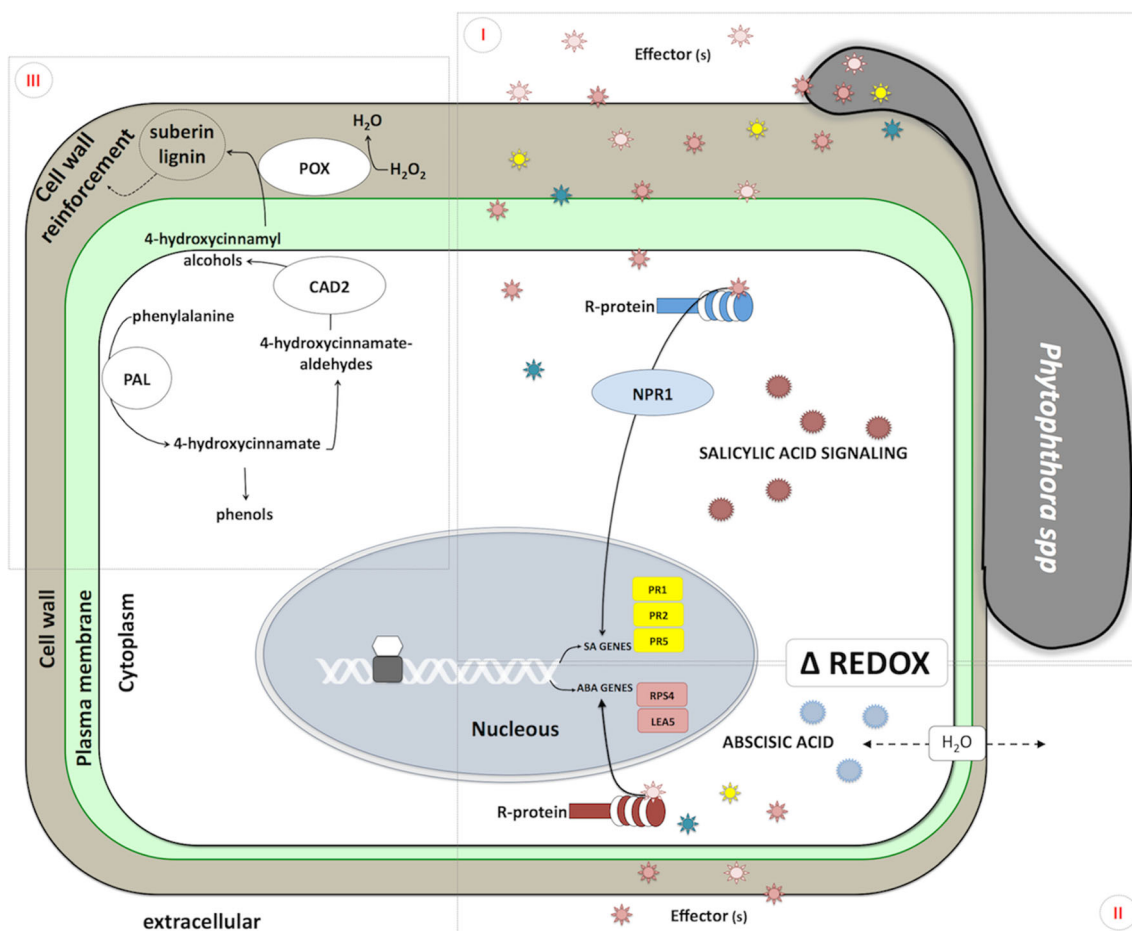 I
Effector (s)
III
Cell wall
reinforcement
suberin
lignin
H₂O
POX
H₂O₂
4-hydroxycinnamyl
alcohols
CAD2
phenylalanine
4-hydroxycinnamate-
aldehydes
PAL
4-hydroxycinnamate
phenols
R-protein
NPR1
SALICYLIC ACID SIGNALING
Phytophthora spp
Cell wall
Plasma membrane
Cytoplasm
PR1
PR2
PR5
SA GENES
ABA GENES
RPS4
LEA5
Nucleous
Δ REDOX
ABSCISIC ACID
H₂O
R-protein
extracellular
Effector (s)
II